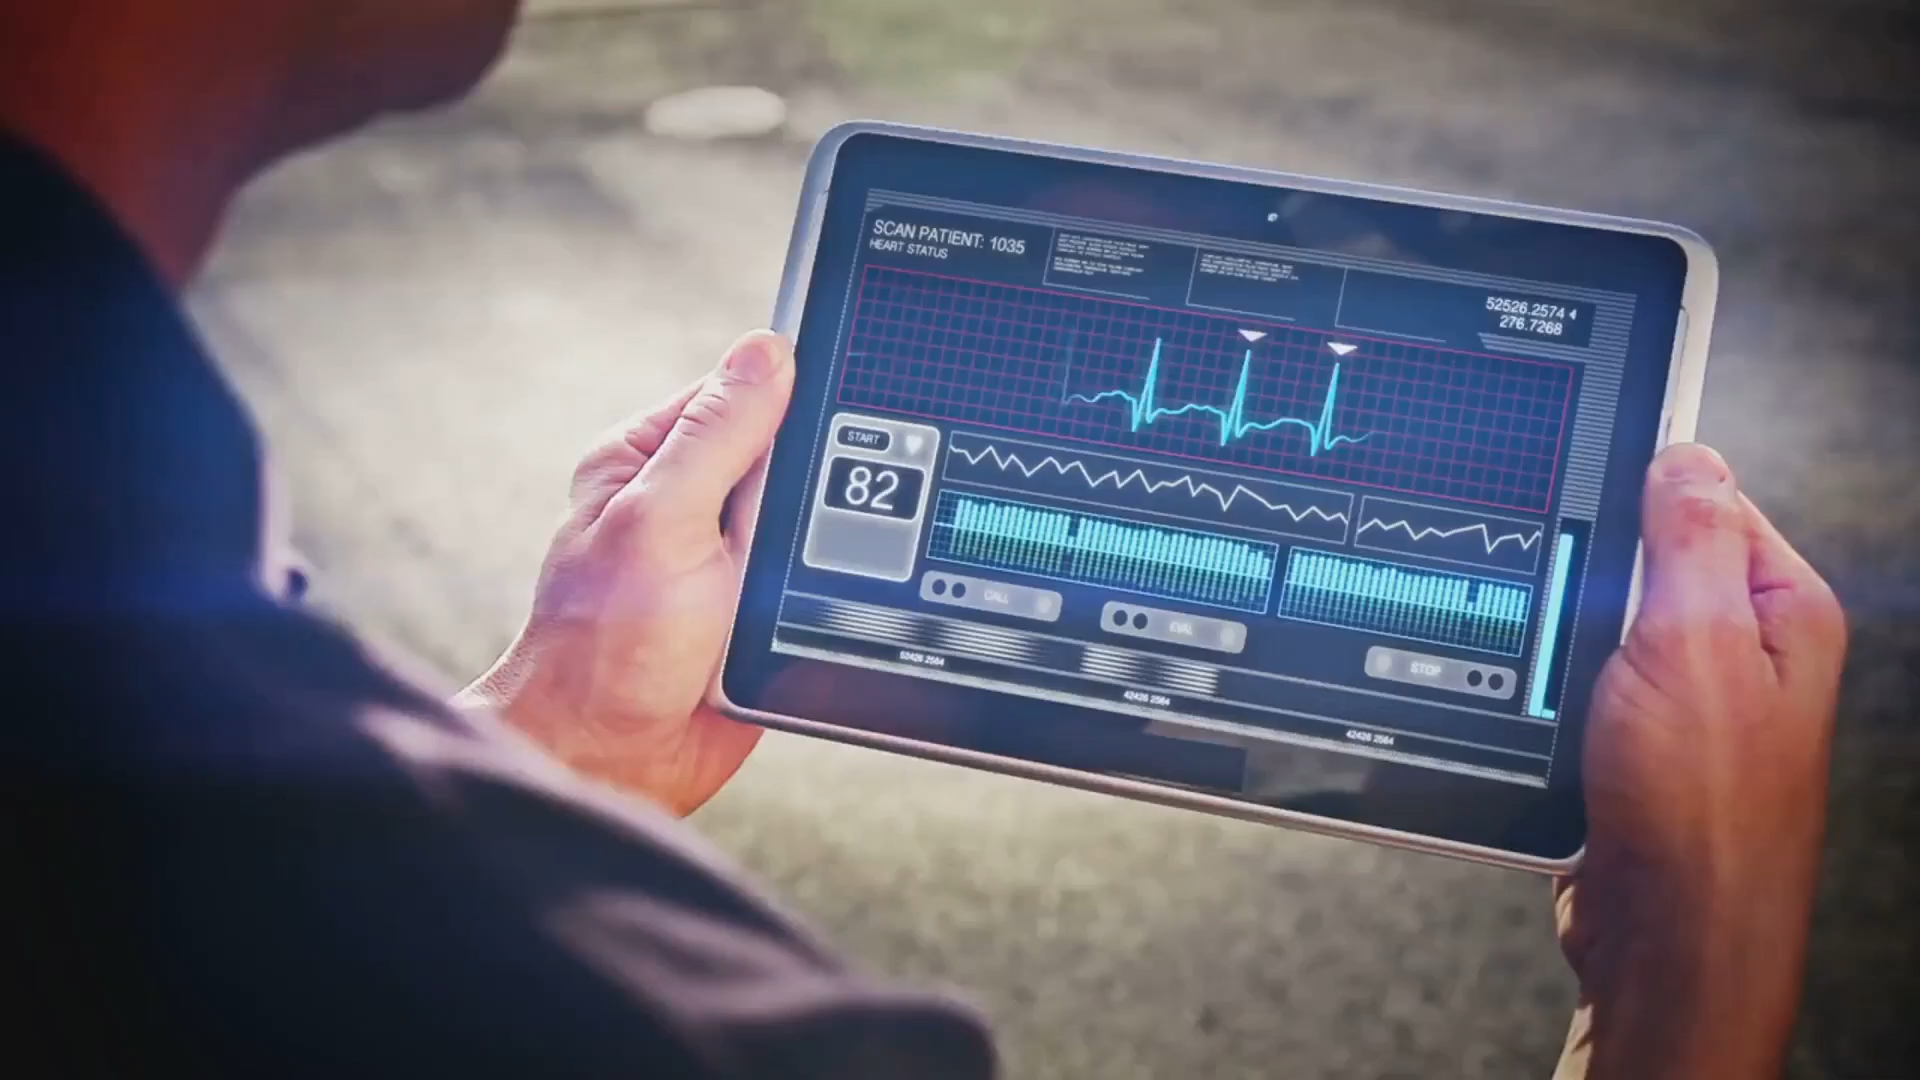 SCAN PATIENT: 1035
HEART STATUS
52526.2574
276.7268
START
82
CALL
EVAL
STOP
52426 2564
42426 2564
42426 2564